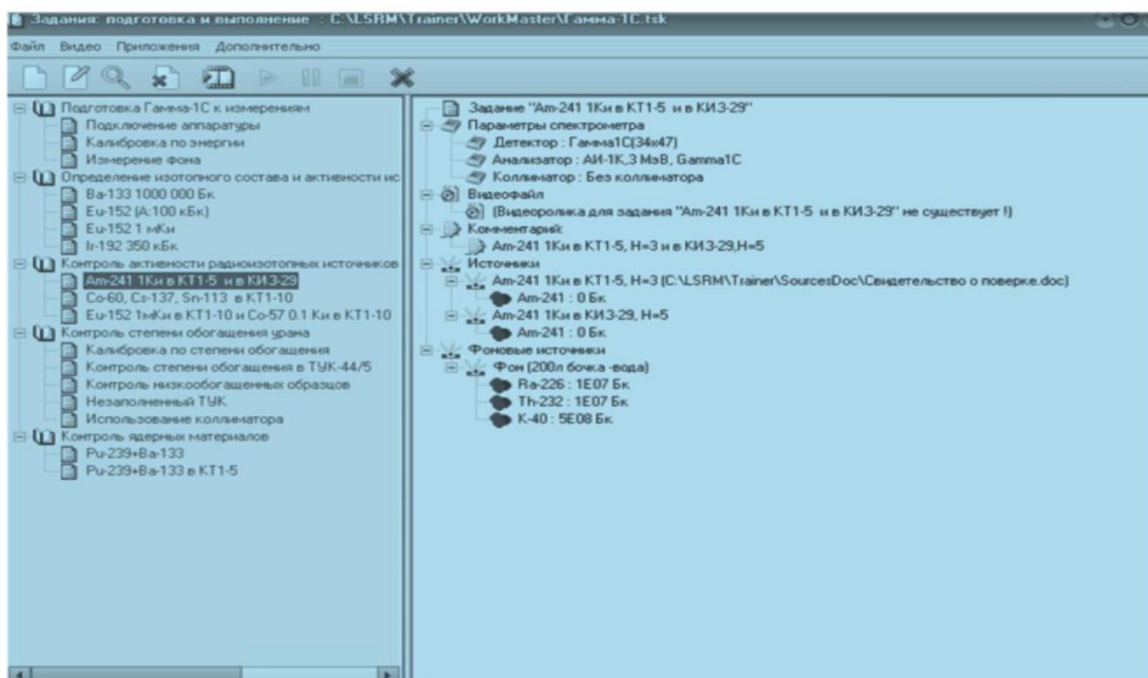 Задания: подготовка и выполнение : C:\LSRM\Trainer\WorkMaster\Гамма-1С.tsk
Файл Видео Приложения Дополнительно
Подготовка Гамма-1С к измерениям
Подключение аппаратуры
Калибровка по энергии
Измерение фона
Определение изотопного состава и активности ис
Ba-133 1000 000 Бк
Eu-152 (А:100 кБк)
Eu-152 1 мКи
Ir-192 350 кБк
Контроль активности радиоизотопных источников
Am-241 1Ки в КТ1-5 и в КИЗ-29
Co-60, Cs-137, Sn-113 в КТ1-10
Eu-152 1мКи в КТ1-10 и Co-57 0.1 Ки в КТ1-10
Контроль степени обогащения урана
Калибровка по степени обогащения
Контроль степени обогащения в ТУК-44/5
Контроль низкообогащенных образцов
Незаполненный ТУК
Использование коллиматора
Контроль ядерных материалов
Pu-239+Ba-133
Pu-239+Ba-133 в КТ1-5
Задание "Am-241 1Ки в КТ1-5 и в КИЗ-29"
Параметры спектрометра
Детектор : Гамма1С(34х47)
Анализатор : АИ-1К,3 МэВ, Gamma1C
Коллиматор : Без коллиматора
Видеофайл
(Видеоролика для задания "Am-241 1Ки в КТ1-5 и в КИЗ-29" не существует !)
Комментарий:
Am-241 1Ки в КТ1-5, H=3 и в КИЗ-29,H=5
Источники
Am-241 1Ки в КТ1-5, H=3 (C:\LSRM\Trainer\SourcesDoc\Свидетельство о поверке.doc)
Am-241 : 0 Бк
Am-241 1Ки в КИЗ-29, H=5
Am-241 : 0 Бк
Фоновые источники
Фон (200л бочка -вода)
Ra-226 : 1E07 Бк
Th-232 : 1E07 Бк
K-40 : 5E08 Бк